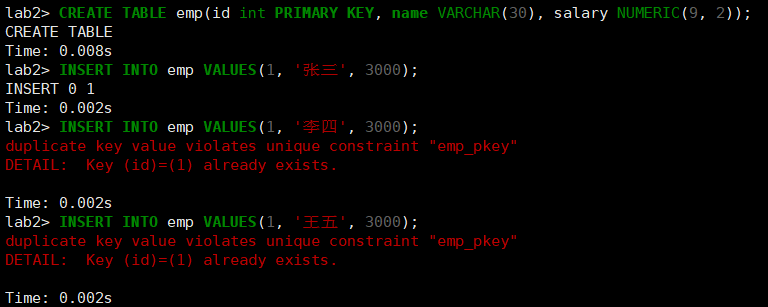 lab2> CREATE TABLE emp(id int PRIMARY KEY, name VARCHAR(30), salary NUMERIC(9, 2));
CREATE TABLE
Time: 0.008s
lab2> INSERT INTO emp VALUES(1, '张三', 3000);
INSERT 0 1
Time: 0.002s
lab2> INSERT INTO emp VALUES(1, '李四', 3000);
duplicate key value violates unique constraint "emp_pkey"
DETAIL:  Key (id)=(1) already exists.
Time: 0.002s
lab2> INSERT INTO emp VALUES(1, '王五', 3000);
duplicate key value violates unique constraint "emp_pkey"
DETAIL:  Key (id)=(1) already exists.
Time: 0.002s